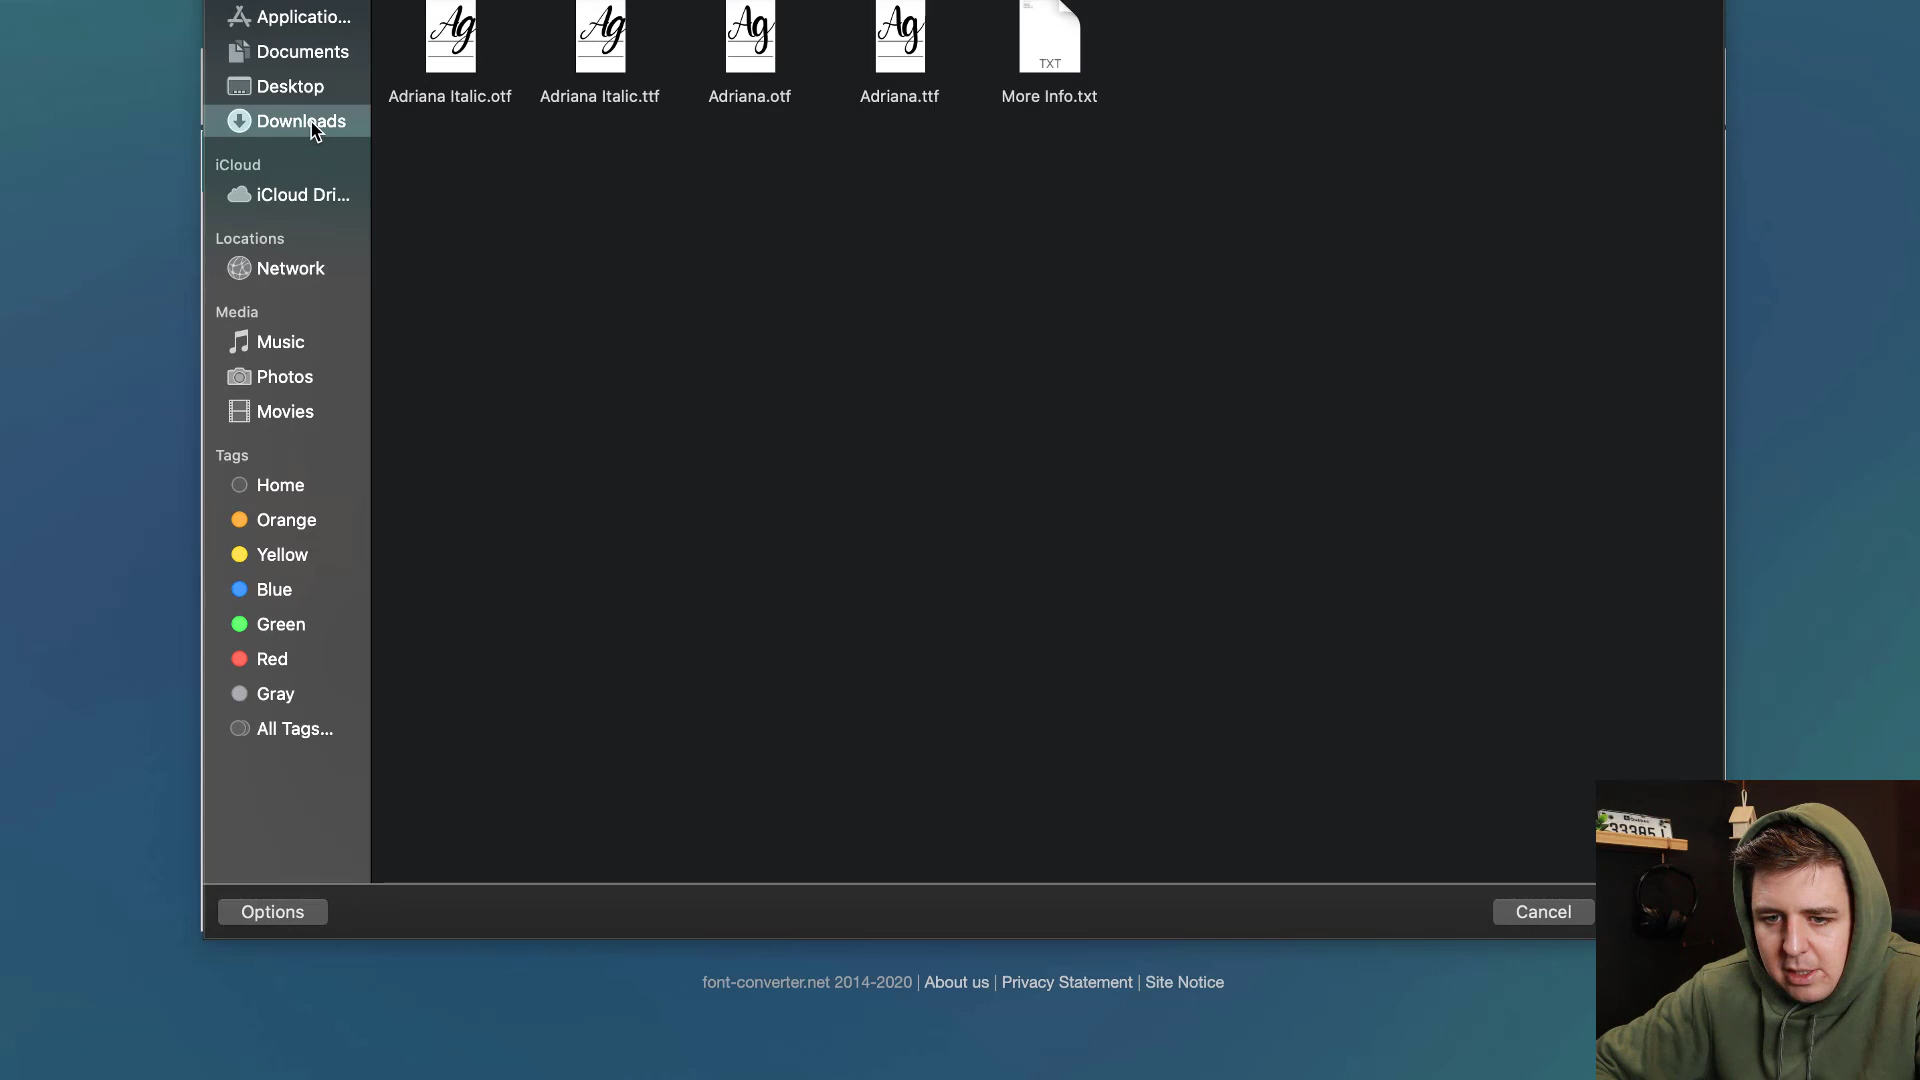 Applicatio...
Documents
Desktop
Downloads
iCloud
iCloud Dri...
Locations
Network
Media
Music
Photos
Movies
Tags
Home
Orange
Yellow
Blue
Green
Red
Gray
All Tags...
Ag Ag Ag Ag
TXT
Adriana Italic.otf Adriana Italic.ttf Adriana.otf Adriana.ttf More Info.txt
Options Cancel
font-converter.net 2014-2020 | About us | Privacy Statement | Site Notice